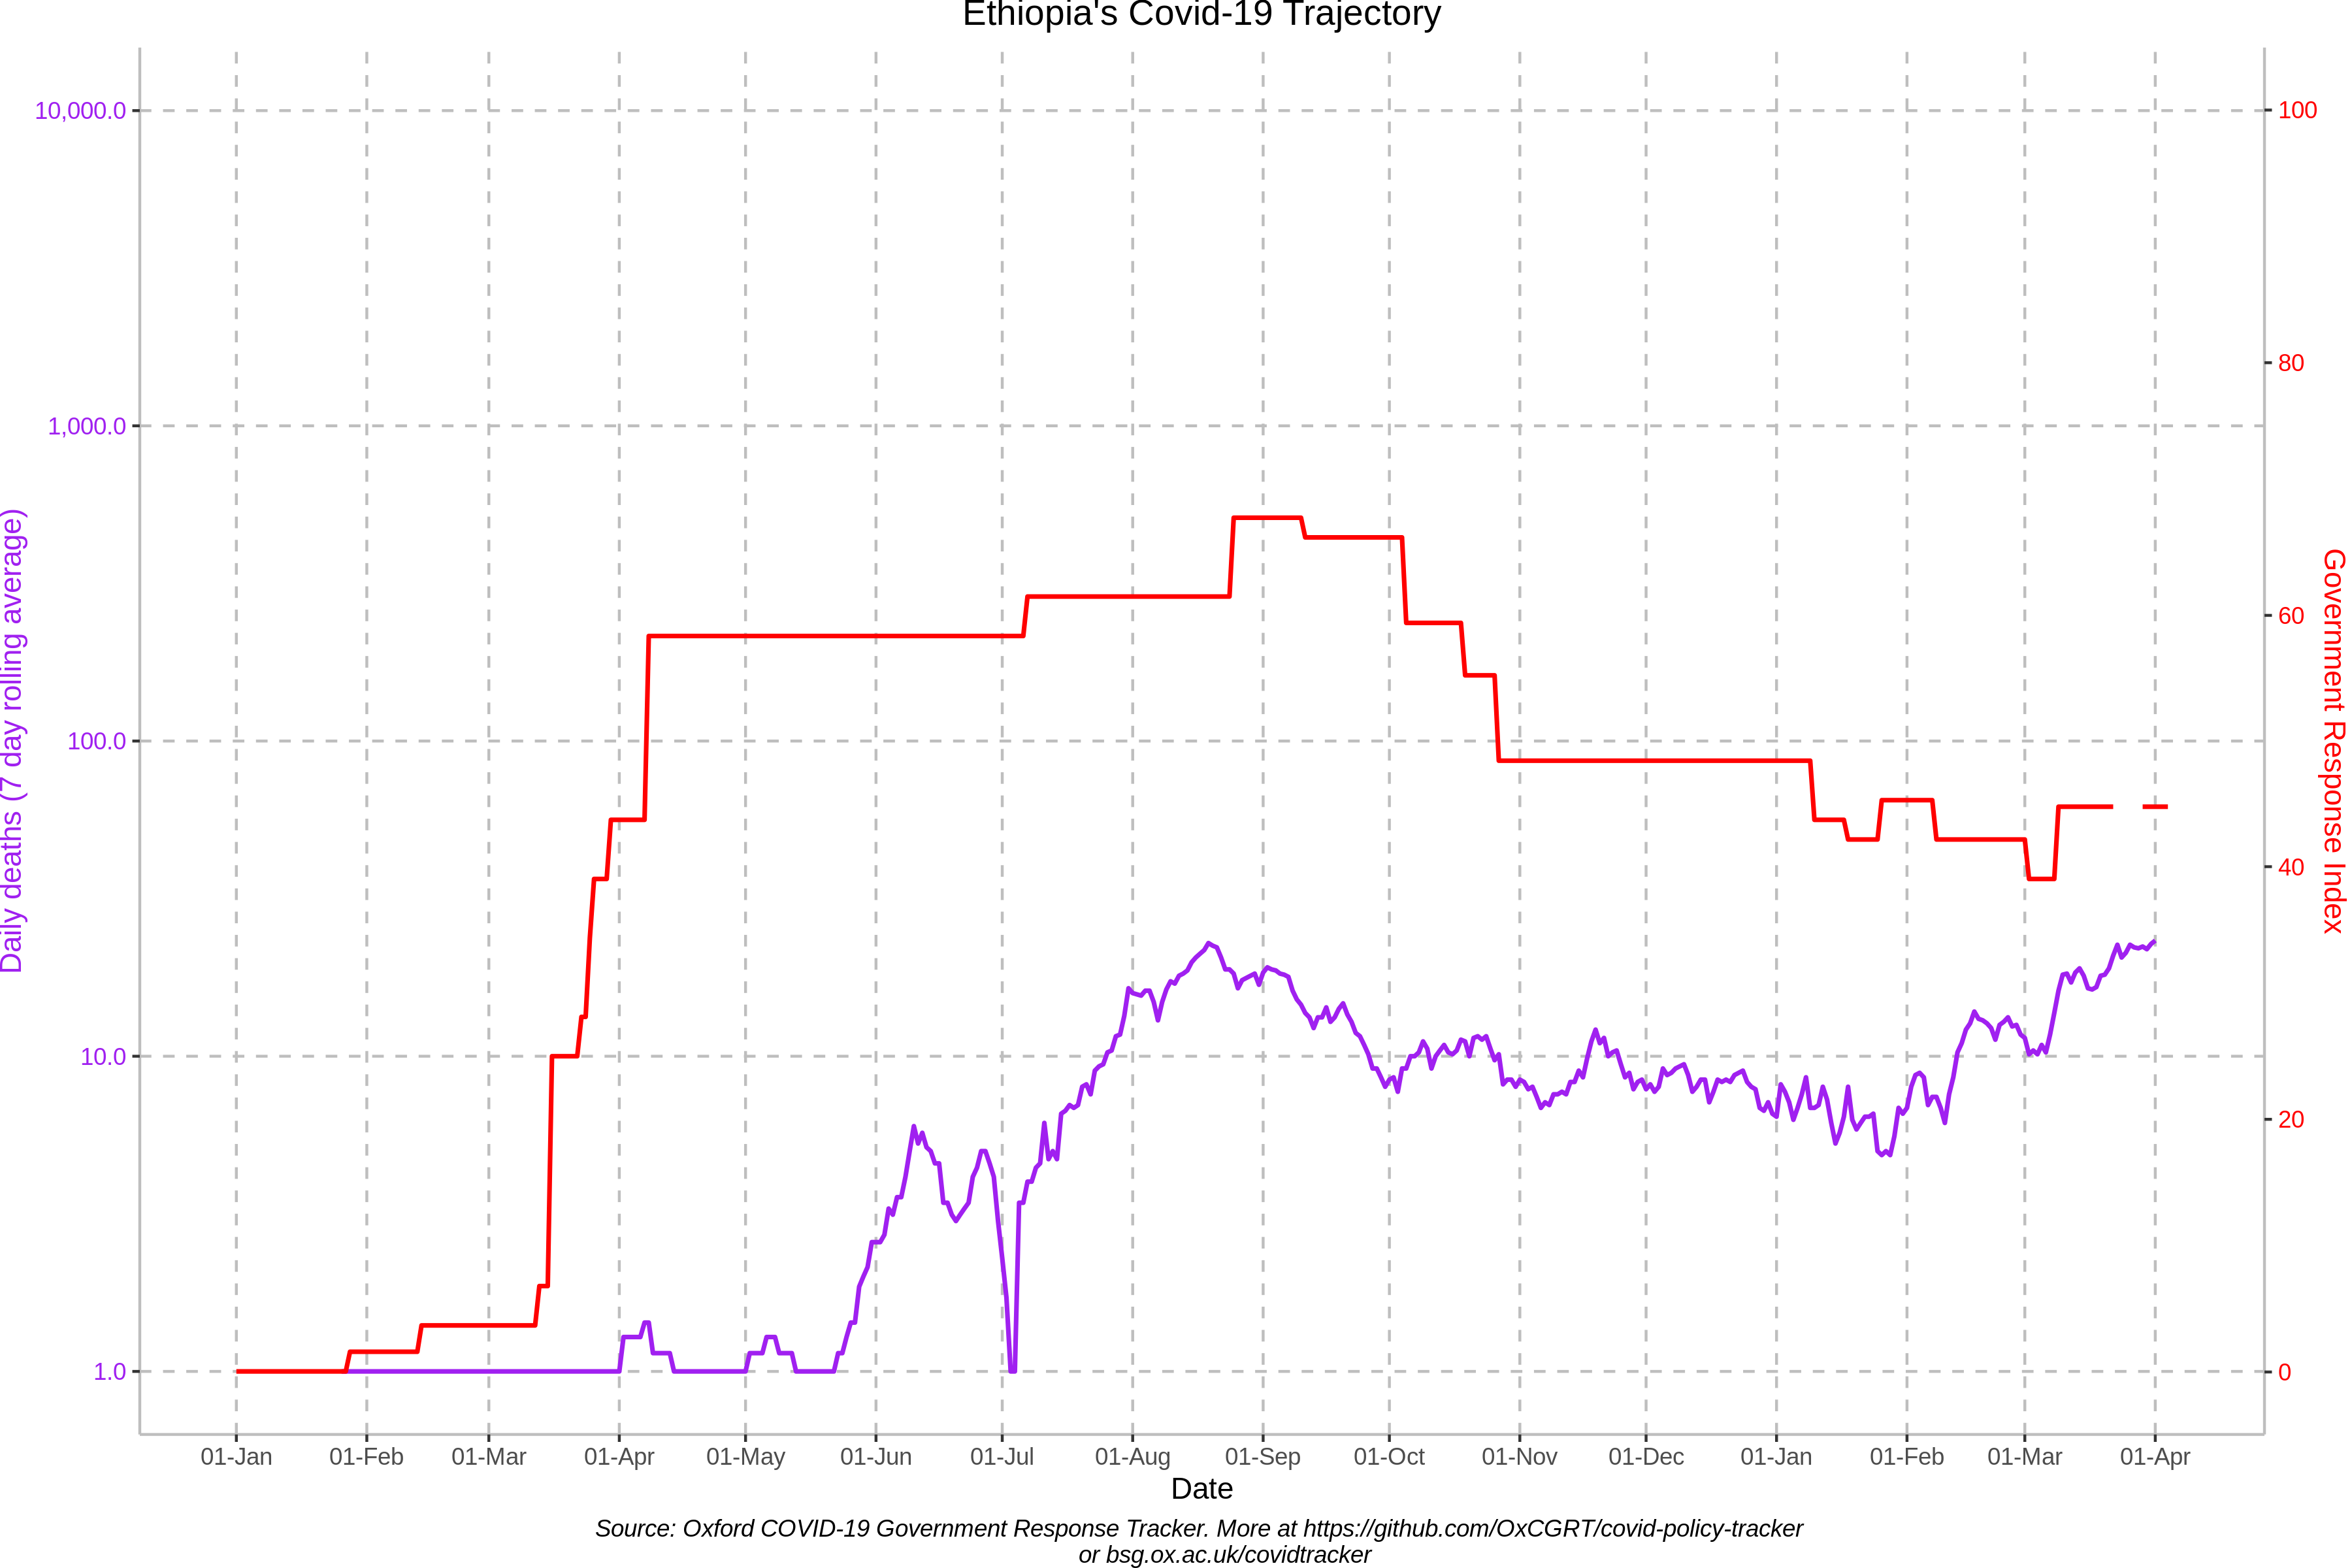 Ethiopia's Covid-19 Trajectory
10,000.0
1,000.0
100.0
10.0
1.0
Daily deaths (7 day rolling average)
100
80
60
40
20
0
Government Response Index
01-Jan 01-Feb 01-Mar 01-Apr 01-May 01-Jun 01-Jul 01-Aug 01-Sep 01-Oct 01-Nov 01-Dec 01-Jan 01-Feb 01-Mar 01-Apr
Date
Source: Oxford COVID-19 Government Response Tracker. More at https://github.com/OxCGRT/covid-policy-tracker
or bsg.ox.ac.uk/covidtracker